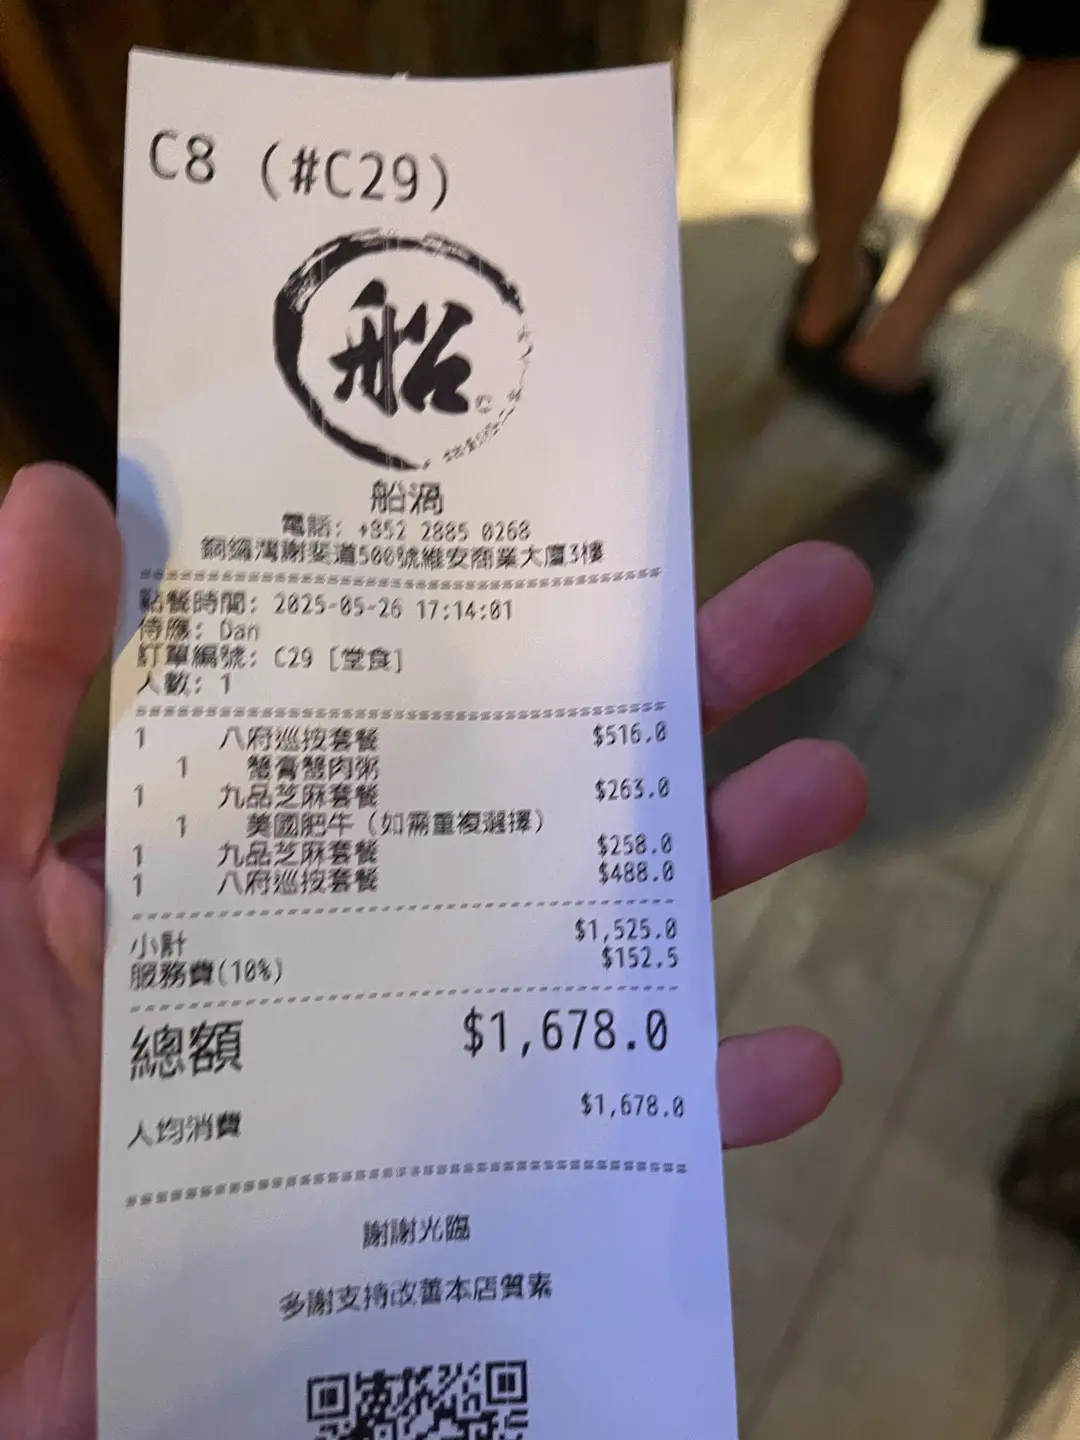 C8 (#C29)
船
船渦
電話: +852 2885 0268
銅鑼灣謝斐道500號維安商業大廈3樓
點餐時間: 2025-05-26 17:14:01
侍應: Dan
訂單編號: C29 [堂食]
人數: 1
1 八府巡按套餐 $516.0
1 蟹膏蟹肉粥
1 九品芝麻套餐 $263.0
1 美國肥牛（如需重複選擇）
1 九品芝麻套餐 $258.0
1 八府巡按套餐 $488.0
小計 $1,525.0
服務費(10%) $152.5
總額 $1,678.0
人均消費 $1,678.0
謝謝光臨
多謝支持改善本店質素